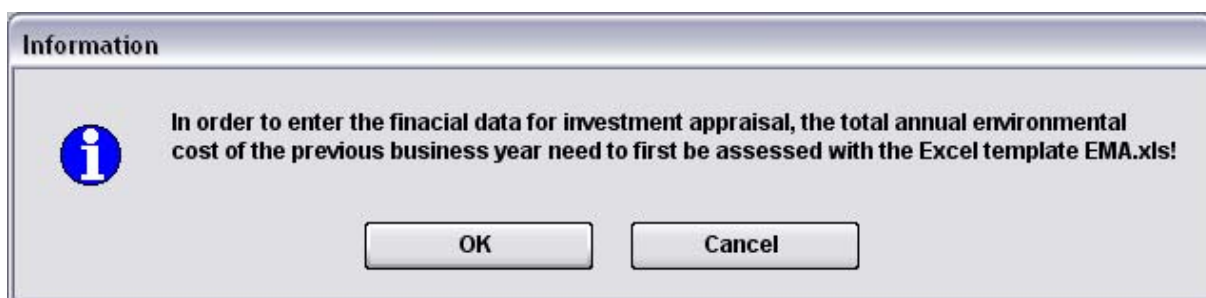 Information
In order to enter the finacial data for investment appraisal, the total annual environmental
cost of the previous business year need to first be assessed with the Excel template EMA.xls!
OK Cancel